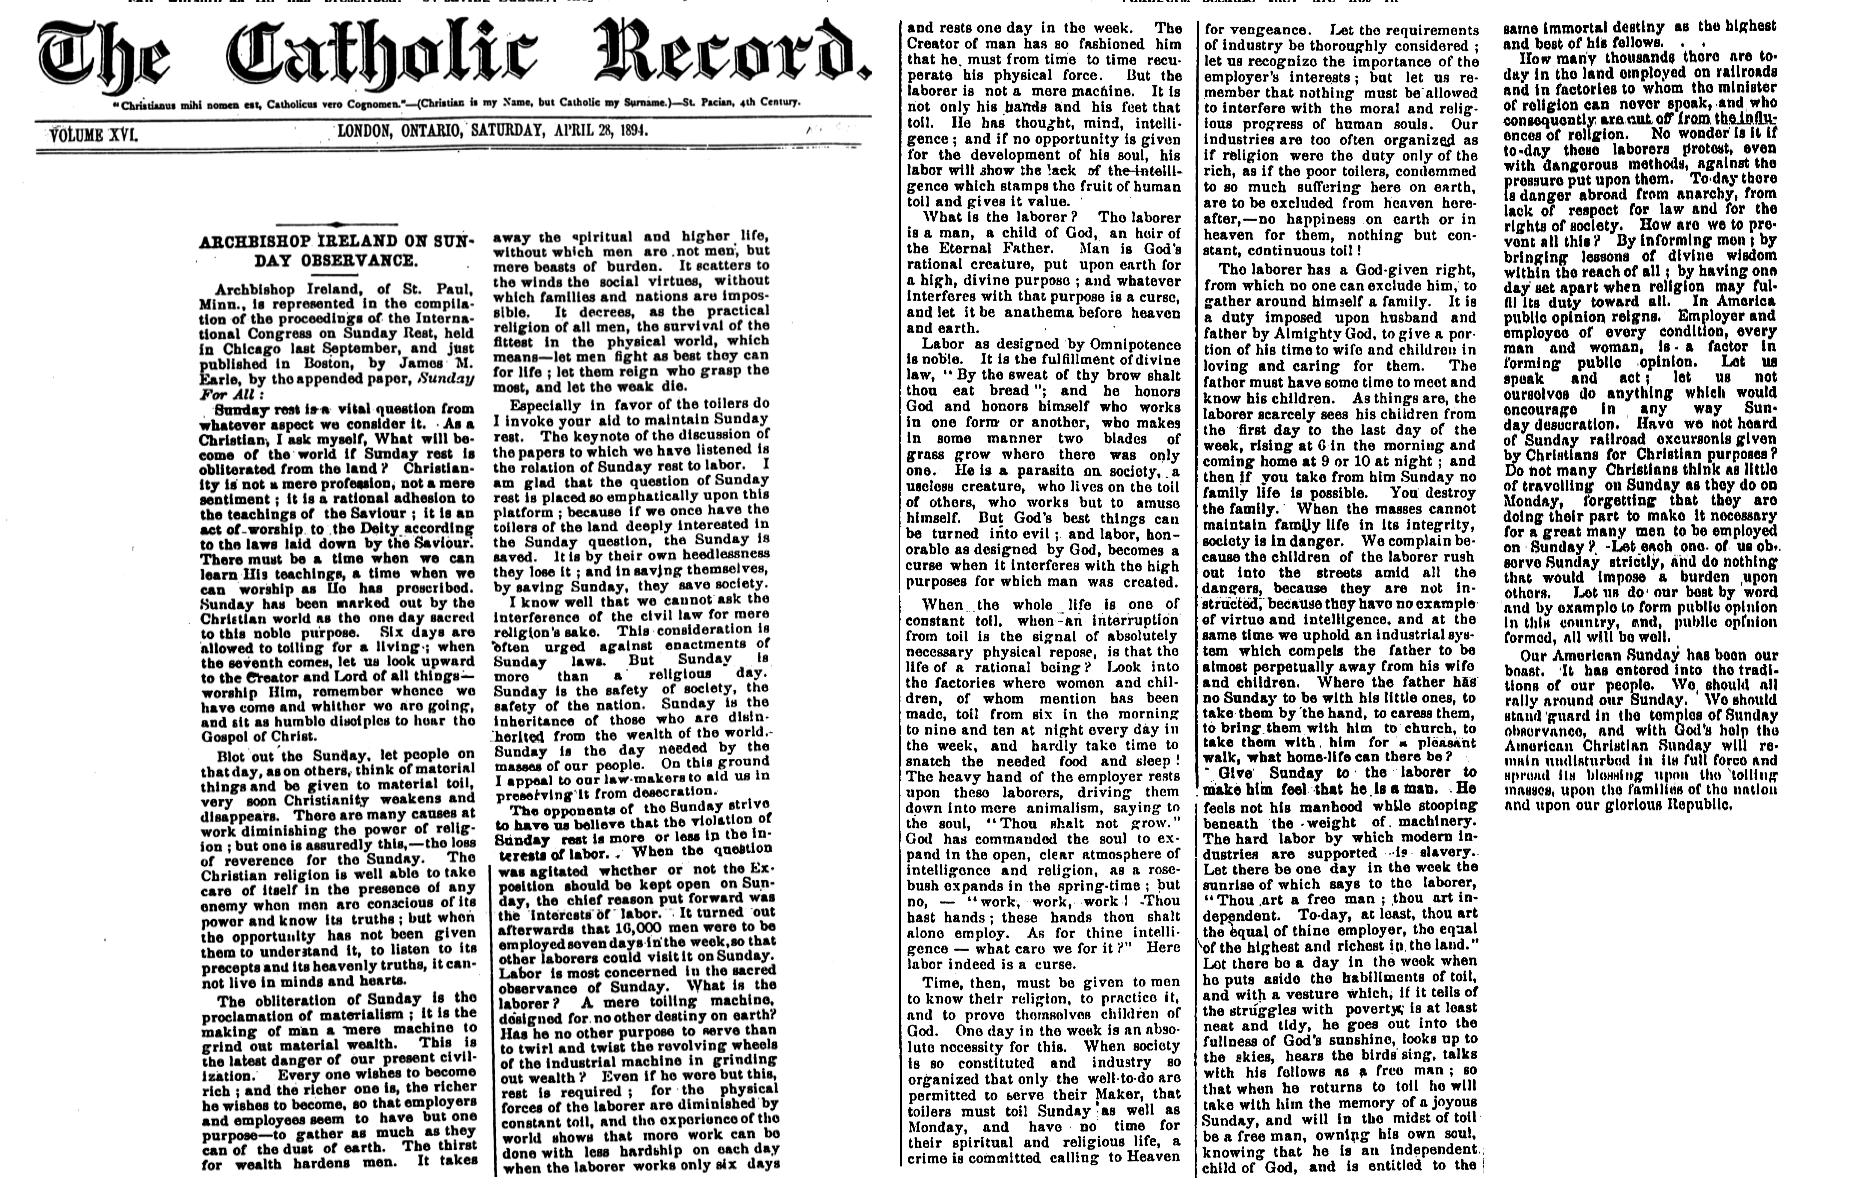 The Catholic Record.
"Christianus mihi nomen est, Catholicus vero Cognomen."—(Christian is my Name, but Catholic my Surname.)—St. Pacian, 4th Century.
VOLUME XVI.
LONDON, ONTARIO, SATURDAY, APRIL 28, 1894.
ARCHBISHOP IRELAND ON SUN-
DAY OBSERVANCE.
Archbishop Ireland, of St. Paul,
Minn., is represented in the compila-
tion of the proceedings of the Interna-
tional Congress on Sunday Rest, held
in Chicago last September, and just
published in Boston, by James M.
Earle, by the appended paper, Sunday
For All :
Sunday rest is a vital question from
whatever aspect we consider it. As a
Christian, I ask myself, What will be-
come of the world if Sunday rest is
obliterated from the land? Christian-
ity is not a mere profession, not a mere
sentiment ; it is a rational adhesion to
the teachings of the Saviour ; it is an
act of worship to the Deity according
to the laws laid down by the Saviour.
There must be a time when we can
learn His teachings, a time when we
can worship as He has prescribed.
Sunday has been marked out by the
Christian world as the one day sacred
to this noble purpose. Six days are
allowed to toiling for a living ; when
the seventh comes, let us look upward
to the Creator and Lord of all things—
worship Him, remember whence we
have come and whither we are going,
and sit as humble disciples to hear the
Gospel of Christ.
Blot out the Sunday, let people on
that day, as on others, think of material
things and be given to material toil,
very soon Christianity weakens and
disappears. There are many causes at
work diminishing the power of relig-
ion ; but one is assuredly this,—the loss
of reverence for the Sunday. The
Christian religion is well able to take
care of itself in the presence of any
enemy when men are conscious of its
power and know its truths ; but when
the opportunity has not been given
them to understand it, to listen to its
precepts and its heavenly truths, it can-
not live in minds and hearts.
The obliteration of Sunday is the
proclamation of materialism ; it is the
making of man a mere machine to
grind out material wealth. This is
the latest danger of our present civil-
ization. Every one wishes to become
rich ; and the richer one is, the richer
he wishes to become, so that employers
and employees seem to have but one
purpose—to gather as much as they
can of the dust of earth. The thirst
for wealth hardens men. It takes
away the spiritual and higher life,
without which men are not men, but
mere beasts of burden. It scatters to
the winds the social virtues, without
which families and nations are impos-
sible. It decrees, as the practical
religion of all men, the survival of the
fittest in the physical world, which
means—let men fight as best they can
for life ; let them reign who grasp the
most, and let the weak die.
Especially in favor of the toilers do
I invoke your aid to maintain Sunday
rest. The keynote of the discussion of
the papers to which we have listened is
the relation of Sunday rest to labor. I
am glad that the question of Sunday
rest is placed so emphatically upon this
platform ; because if we once have the
toilers of the land deeply interested in
the Sunday question, the Sunday is
saved. It is by their own heedlessness
they lose it ; and in saving themselves,
by saving Sunday, they save society.
I know well that we cannot ask the
interference of the civil law for mere
religion's sake. This consideration is
often urged against enactments of
Sunday laws. But Sunday is
more than a religious day.
Sunday is the safety of society, the
safety of the nation. Sunday is the
inheritance of those who are disin-
herited from the wealth of the world.
Sunday is the day needed by the
masses of our people. On this ground
I appeal to our law-makers to aid us in
preserving it from desecration.
The opponents of the Sunday strive
to have us believe that the violation of
Sunday rest is more or less in the in-
terests of labor. When the question
was agitated whether or not the Ex-
position should be kept open on Sun-
day, the chief reason put forward was
the interests of labor. It turned out
afterwards that 16,000 men were to be
employed seven days in the week, so that
other laborers could visit it on Sunday.
Labor is most concerned in the sacred
observance of Sunday. What is the
laborer? A mere toiling machine,
designed for no other destiny on earth?
Has he no other purpose to serve than
to twirl and twist the revolving wheels
of the industrial machine in grinding
out wealth? Even if he were but this,
rest is required ; for the physical
forces of the laborer are diminished by
constant toil, and the experience of the
world shows that more work can be
done with less hardship on each day
when the laborer works only six days
and rests one day in the week. The
Creator of man has so fashioned him
that he must from time to time recu-
perate his physical force. But the
laborer is not a mere machine. It is
not only his hands and his feet that
toil. He has thought, mind, intelli-
gence ; and if no opportunity is given
for the development of his soul, his
labor will show the lack of the intelli-
gence which stamps the fruit of human
toil and gives it value.
What is the laborer? The laborer
is a man, a child of God, an heir of
the Eternal Father. Man is God's
rational creature, put upon earth for
a high, divine purpose ; and whatever
interferes with that purpose is a curse,
and let it be anathema before heaven
and earth.
Labor as designed by Omnipotence
is noble. It is the fulfillment of divine
law, "By the sweat of thy brow shalt
thou eat bread"; and he honors
God and honors himself who works
in one form or another, who makes
in some manner two blades of
grass grow where there was only
one. He is a parasite on society, a
useless creature, who lives on the toil
of others, who works but to amuse
himself. But God's best things can
be turned into evil ; and labor, hon-
orable as designed by God, becomes a
curse when it interferes with the high
purposes for which man was created.
When the whole life is one of
constant toil, when an interruption
from toil is the signal of absolutely
necessary physical repose, is that the
life of a rational being? Look into
the factories where women and chil-
dren, of whom mention has been
made, toil from six in the morning
to nine and ten at night every day in
the week, and hardly take time to
snatch the needed food and sleep !
The heavy hand of the employer rests
upon these laborers, driving them
down into mere animalism, saying to
the soul, "Thou shalt not grow."
God has commanded the soul to ex-
pand in the open, clear atmosphere of
intelligence and religion, as a rose-
bush expands in the spring-time ; but
no, — "work, work, work ! Thou
hast hands ; these hands thou shalt
alone employ. As for thine intelli-
gence — what care we for it?" Here
labor indeed is a curse.
Time, then, must be given to men
to know their religion, to practice it,
and to prove themselves children of
God. One day in the week is an abso-
lute necessity for this. When society
is so constituted and industry so
organized that only the well-to-do are
permitted to serve their Maker, that
toilers must toil Sunday as well as
Monday, and have no time for
their spiritual and religious life, a
crime is committed calling to Heaven
for vengeance. Let the requirements
of industry be thoroughly considered ;
let us recognize the importance of the
employer's interests ; but let us re-
member that nothing must be allowed
to interfere with the moral and relig-
ious progress of human souls. Our
industries are too often organized as
if religion were the duty only of the
rich, as if the poor toilers, condemned
to so much suffering here on earth,
are to be excluded from heaven here-
after,—no happiness on earth or in
heaven for them, nothing but con-
stant, continuous toil !
The laborer has a God-given right,
from which no one can exclude him, to
gather around himself a family. It is
a duty imposed upon husband and
father by Almighty God, to give a por-
tion of his time to wife and children in
loving and caring for them. The
father must have some time to meet and
know his children. As things are, the
laborer scarcely sees his children from
the first day to the last day of the
week, rising at 6 in the morning and
coming home at 9 or 10 at night ; and
then if you take from him Sunday no
family life is possible. You destroy
the family. When the masses cannot
maintain family life in its integrity,
society is in danger. We complain be-
cause the children of the laborer rush
out into the streets amid all the
dangers, because they are not in-
structed, because they have no example
of virtue and intelligence, and at the
same time we uphold an industrial sys-
tem which compels the father to be
almost perpetually away from his wife
and children. Where the father has
no Sunday to be with his little ones, to
take them by the hand, to caress them,
to bring them with him to church, to
take them with him for a pleasant
walk, what home-life can there be?
Give Sunday to the laborer to
make him feel that he is a man. He
feels not his manhood while stooping
beneath the weight of machinery.
The hard labor by which modern in-
dustries are supported is slavery.
Let there be one day in the week the
sunrise of which says to the laborer,
"Thou art a free man ; thou art in-
dependent. To-day, at least, thou art
the equal of thine employer, the equal
of the highest and richest in the land."
Let there be a day in the week when
he puts aside the habiliments of toil,
and with a vesture which, if it tells of
the struggles with poverty, is at least
neat and tidy, he goes out into the
fullness of God's sunshine, looks up to
the skies, hears the birds sing, talks
with his fellows as a free man ; so
that when he returns to toil he will
take with him the memory of a joyous
Sunday, and will in the midst of toil
be a free man, owning his own soul,
knowing that he is an independent
child of God, and is entitled to the
same immortal destiny as the highest
and best of his fellows. . .
How many thousands there are to-
day in the land employed on railroads
and in factories to whom the minister
of religion can never speak, and who
consequently are cut off from the influ-
ences of religion. No wonder is it if
to-day these laborers protest, even
with dangerous methods, against the
pressure put upon them. To-day there
is danger abroad from anarchy, from
lack of respect for law and for the
rights of society. How are we to pre-
vent all this? By informing men ; by
bringing lessons of divine wisdom
within the reach of all ; by having one
day set apart when religion may ful-
fil its duty toward all. In America
public opinion reigns. Employer and
employee of every condition, every
man and woman, is a factor in
forming public opinion. Let us
speak and act ; let us not
ourselves do anything which would
encourage in any way Sun-
day desecration. Have we not heard
of Sunday railroad excursions given
by Christians for Christian purposes?
Do not many Christians think as little
of travelling on Sunday as they do on
Monday, forgetting that they are
doing their part to make it necessary
for a great many men to be employed
on Sunday? Let each one of us ob-
serve Sunday strictly, and do nothing
that would impose a burden upon
others. Let us do our best by word
and by example to form public opinion
in this country, and, public opinion
formed, all will be well.
Our American Sunday has been our
boast. It has entered into the tradi-
tions of our people. We should all
rally around our Sunday. We should
stand guard in the temples of Sunday
observance, and with God's help the
American Christian Sunday will re-
main undisturbed in its full force and
spread its blessing upon the toiling
masses, upon the families of the nation
and upon our glorious Republic.